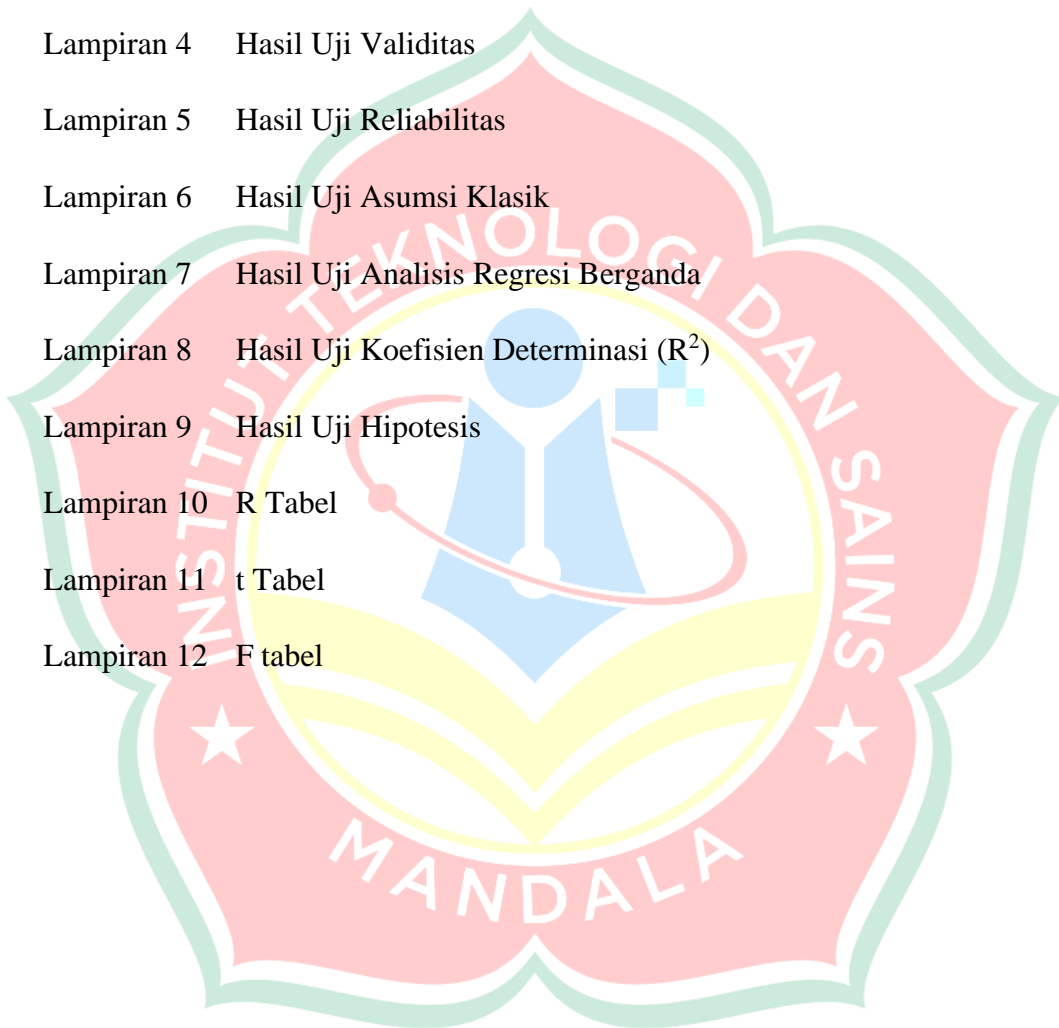 Lampiran 4 Hasil Uji Validitas
Lampiran 5 Hasil Uji Reliabilitas
Lampiran 6 Hasil Uji Asumsi Klasik
Lampiran 7 Hasil Uji Analisis Regresi Berganda
Lampiran 8 Hasil Uji Koefisien Determinasi (R²)
Lampiran 9 Hasil Uji Hipotesis
Lampiran 10 R Tabel
Lampiran 11 t Tabel
Lampiran 12 F tabel
INSTITUT TEKNOLOGI DAN SAINS
MANDALA